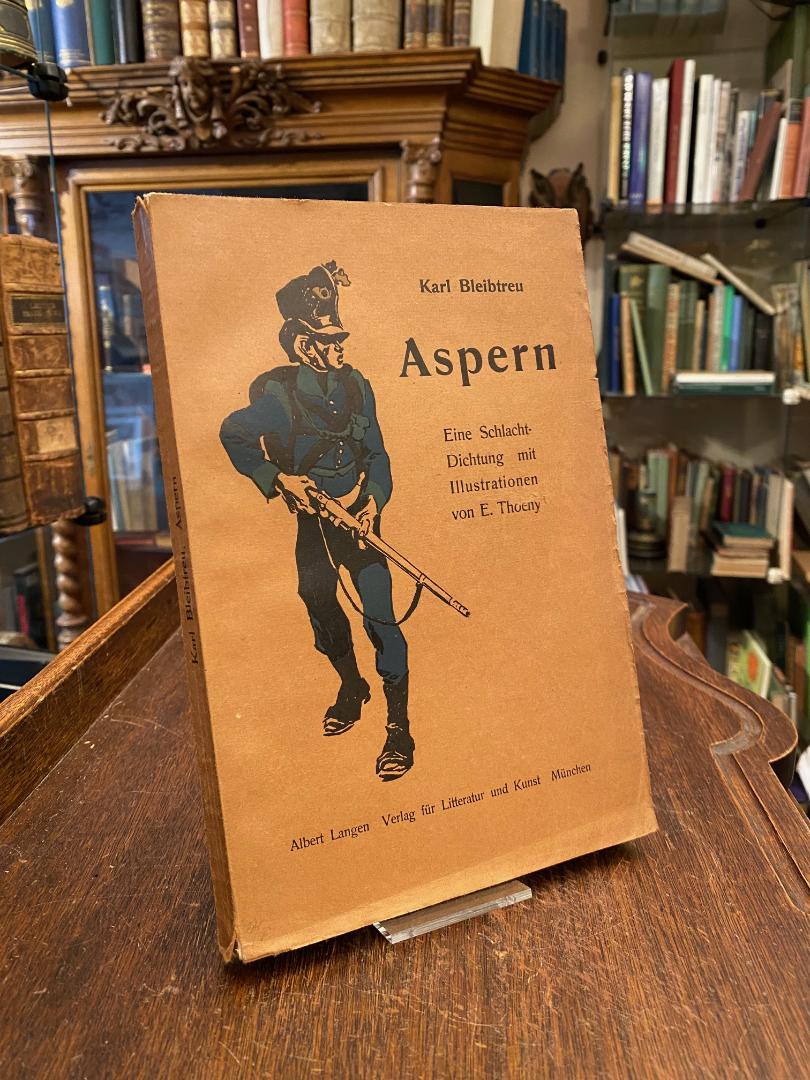 Karl Bleibtreu
Aspern
Eine Schlacht-
Dichtung mit
Illustrationen
von E. Thoeny
Albert Langen Verlag für Litteratur und Kunst München
Karl Bleibtreu, Aspern